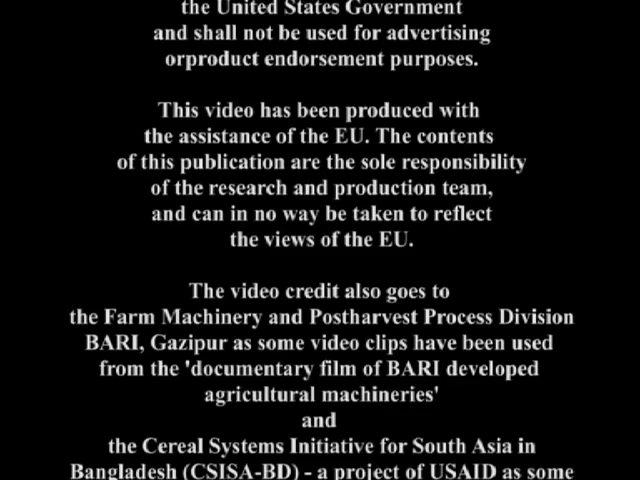 the United States Government
and shall not be used for advertising
orproduct endorsement purposes.
This video has been produced with
the assistance of the EU. The contents
of this publication are the sole responsibility
of the research and production team,
and can in no way be taken to reflect
the views of the EU.
The video credit also goes to
the Farm Machinery and Postharvest Process Division
BARI, Gazipur as some video clips have been used
from the 'documentary film of BARI developed
agricultural machineries'
and
the Cereal Systems Initiative for South Asia in
Bangladesh (CSISA-BD) - a project of USAID as some